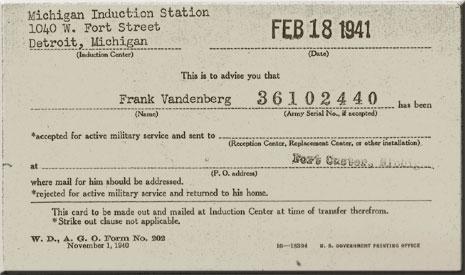 Michigan Induction Station
1040 W. Fort Street
Detroit, Michigan
(Induction Center)
FEB 18 1941
(Date)
This is to advise you that
Frank Vandenberg 36102440 has been
(Name) (Army Serial No., if accepted)
*accepted for active military service and sent to
(Reception Center, Replacement Center, or other installation)
at Fort Custer,
(P. O. address)
where mail for him should be addressed.
*rejected for active military service and returned to his home.
This card to be made out and mailed at Induction Center at time of transfer therefrom.
*Strike out clause not applicable.
W. D., A. G. O. Form No. 202
November 1, 1940
U. S. GOVERNMENT PRINTING OFFICE